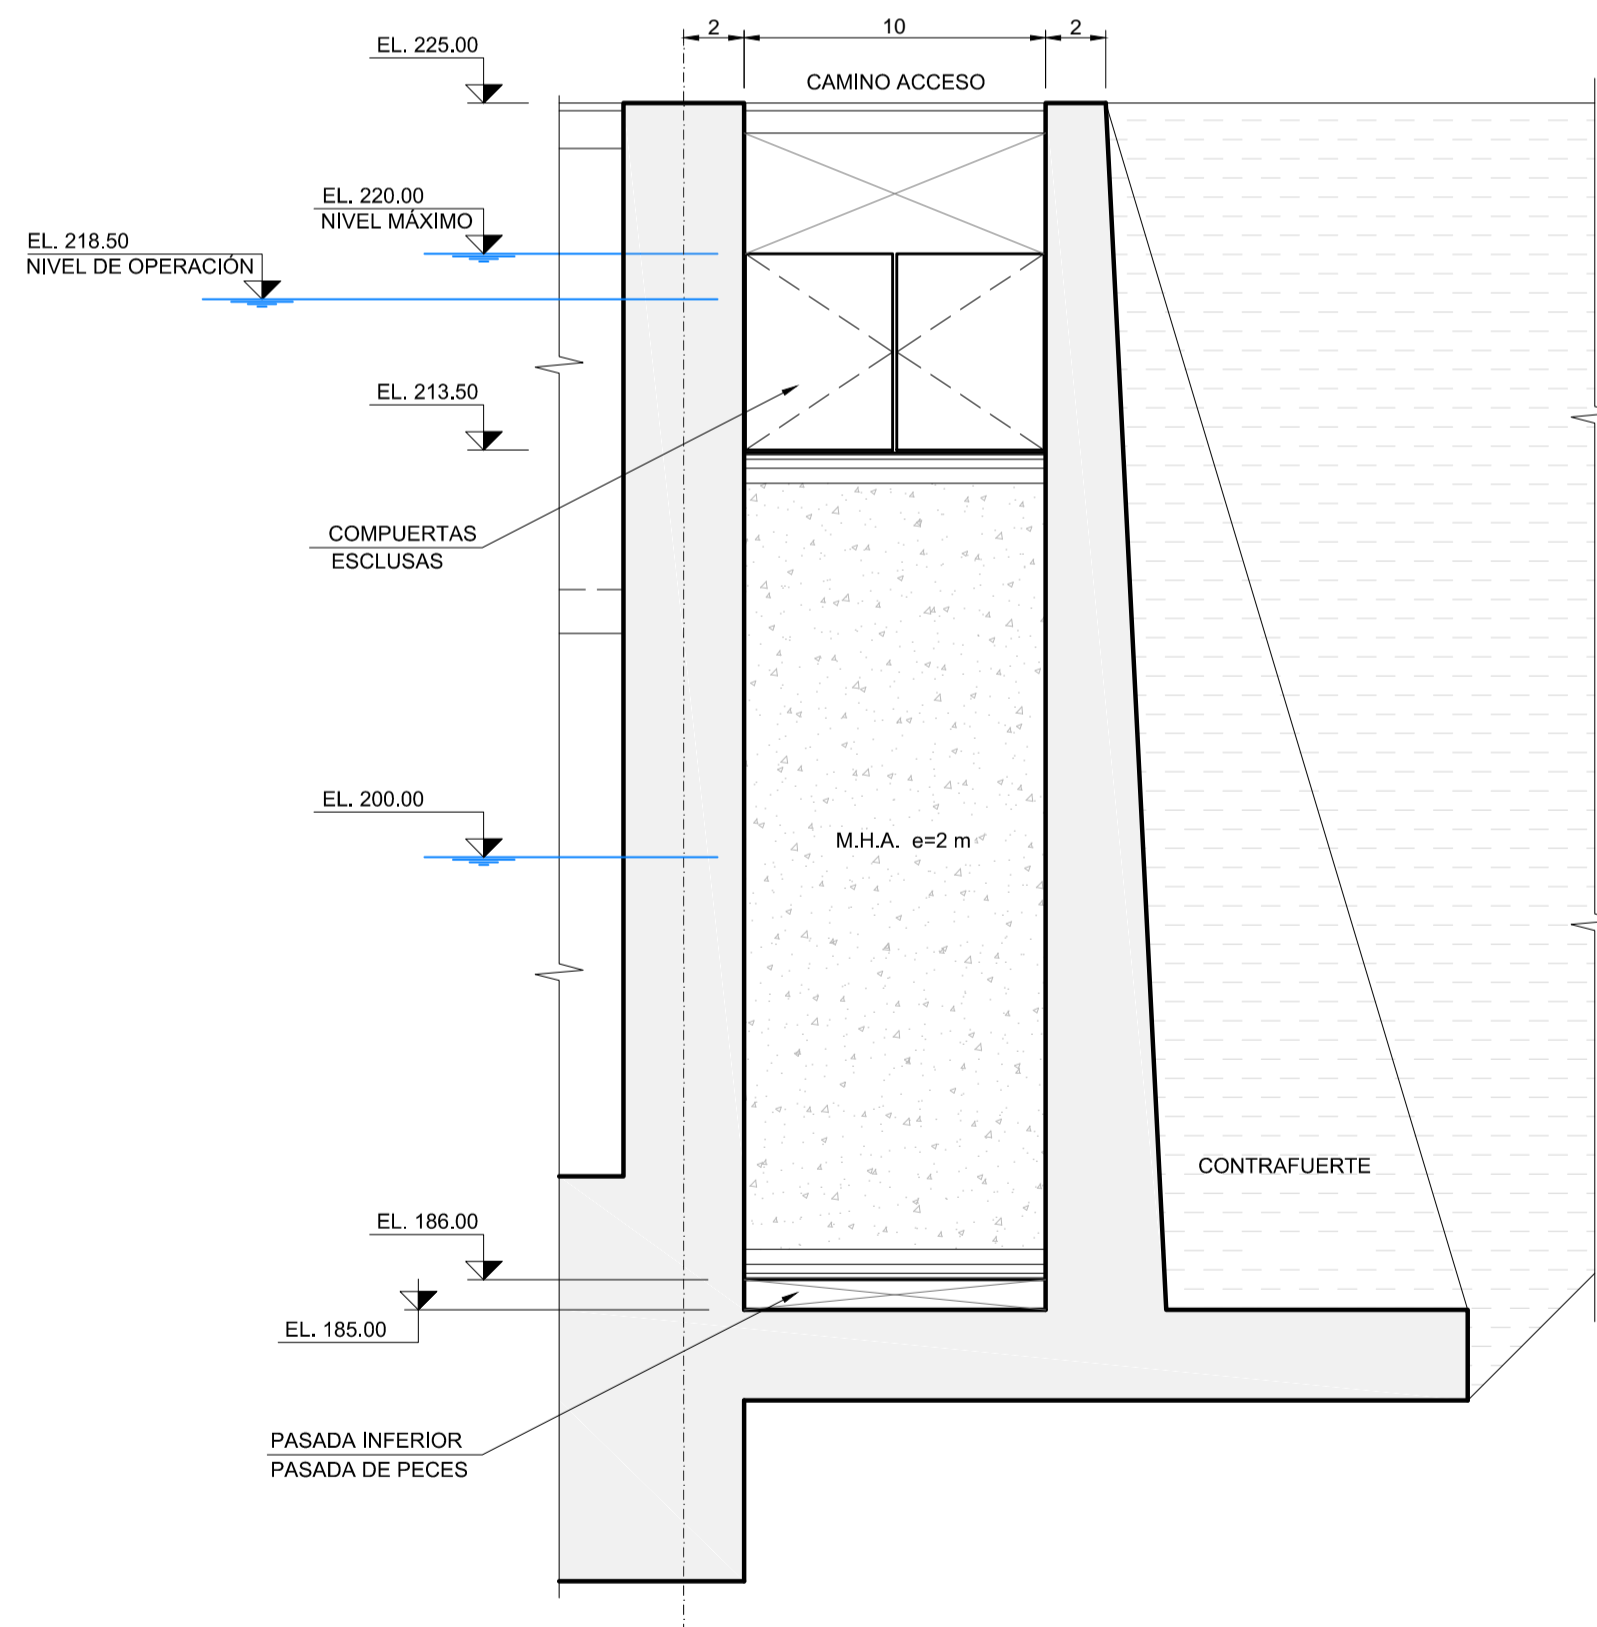 2
10
2
EL. 225.00
CAMINO ACCESO
EL. 220.00
NIVEL MÁXIMO
EL. 218.50
NIVEL DE OPERACIÓN
EL. 213.50
COMPUERTAS
ESCLUSAS
EL. 200.00
M.H.A. e=2 m
CONTRAFUERTE
EL. 186.00
EL. 185.00
PASADA INFERIOR
PASADA DE PECES